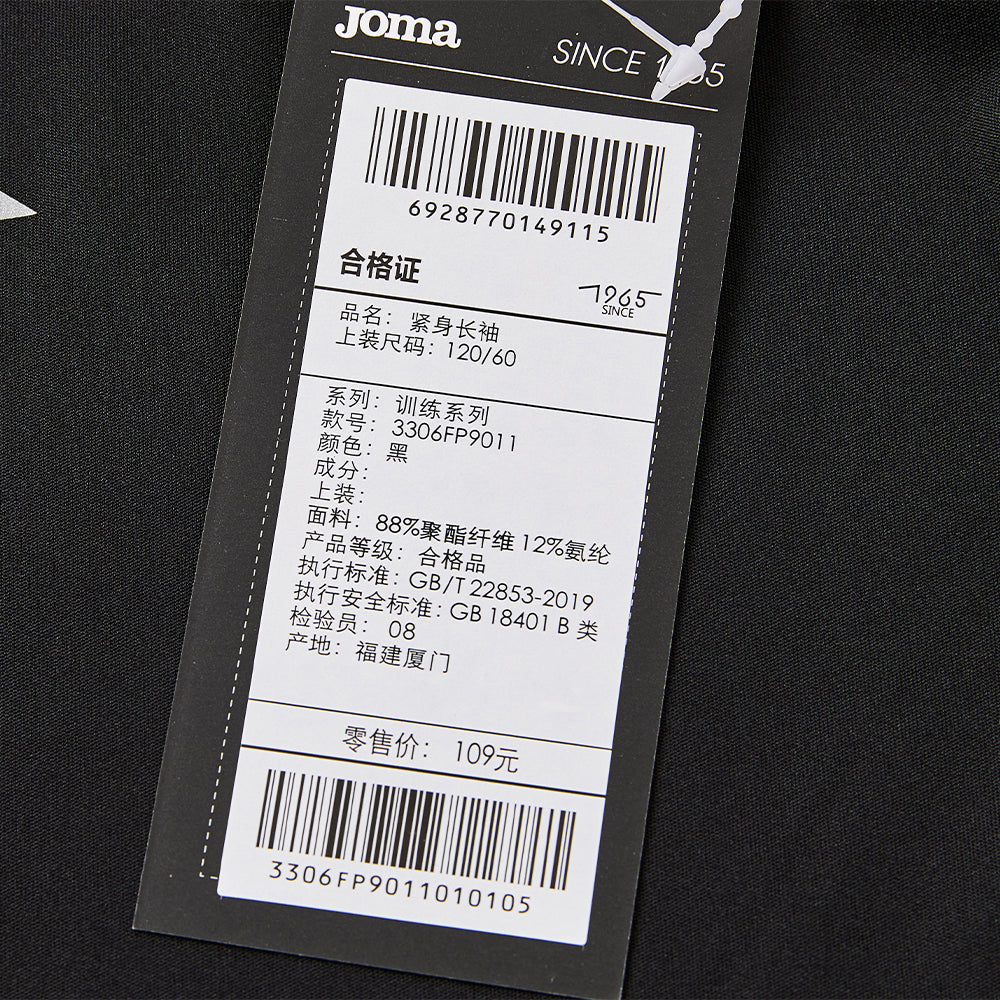 Joma
SINCE 1965
6928770149115
合格证
1965
SINCE
品名: 紧身长袖
上装尺码: 120/60
系列: 训练系列
款号: 3306FP9011
颜色: 黑
成分:
上装:
面料: 88%聚酯纤维 12%氨纶
产品等级: 合格品
执行标准: GB/T 22853-2019
执行安全标准: GB 18401 B 类
检验员: 08
产地: 福建厦门
零售价: 109元
3306FP9011010105